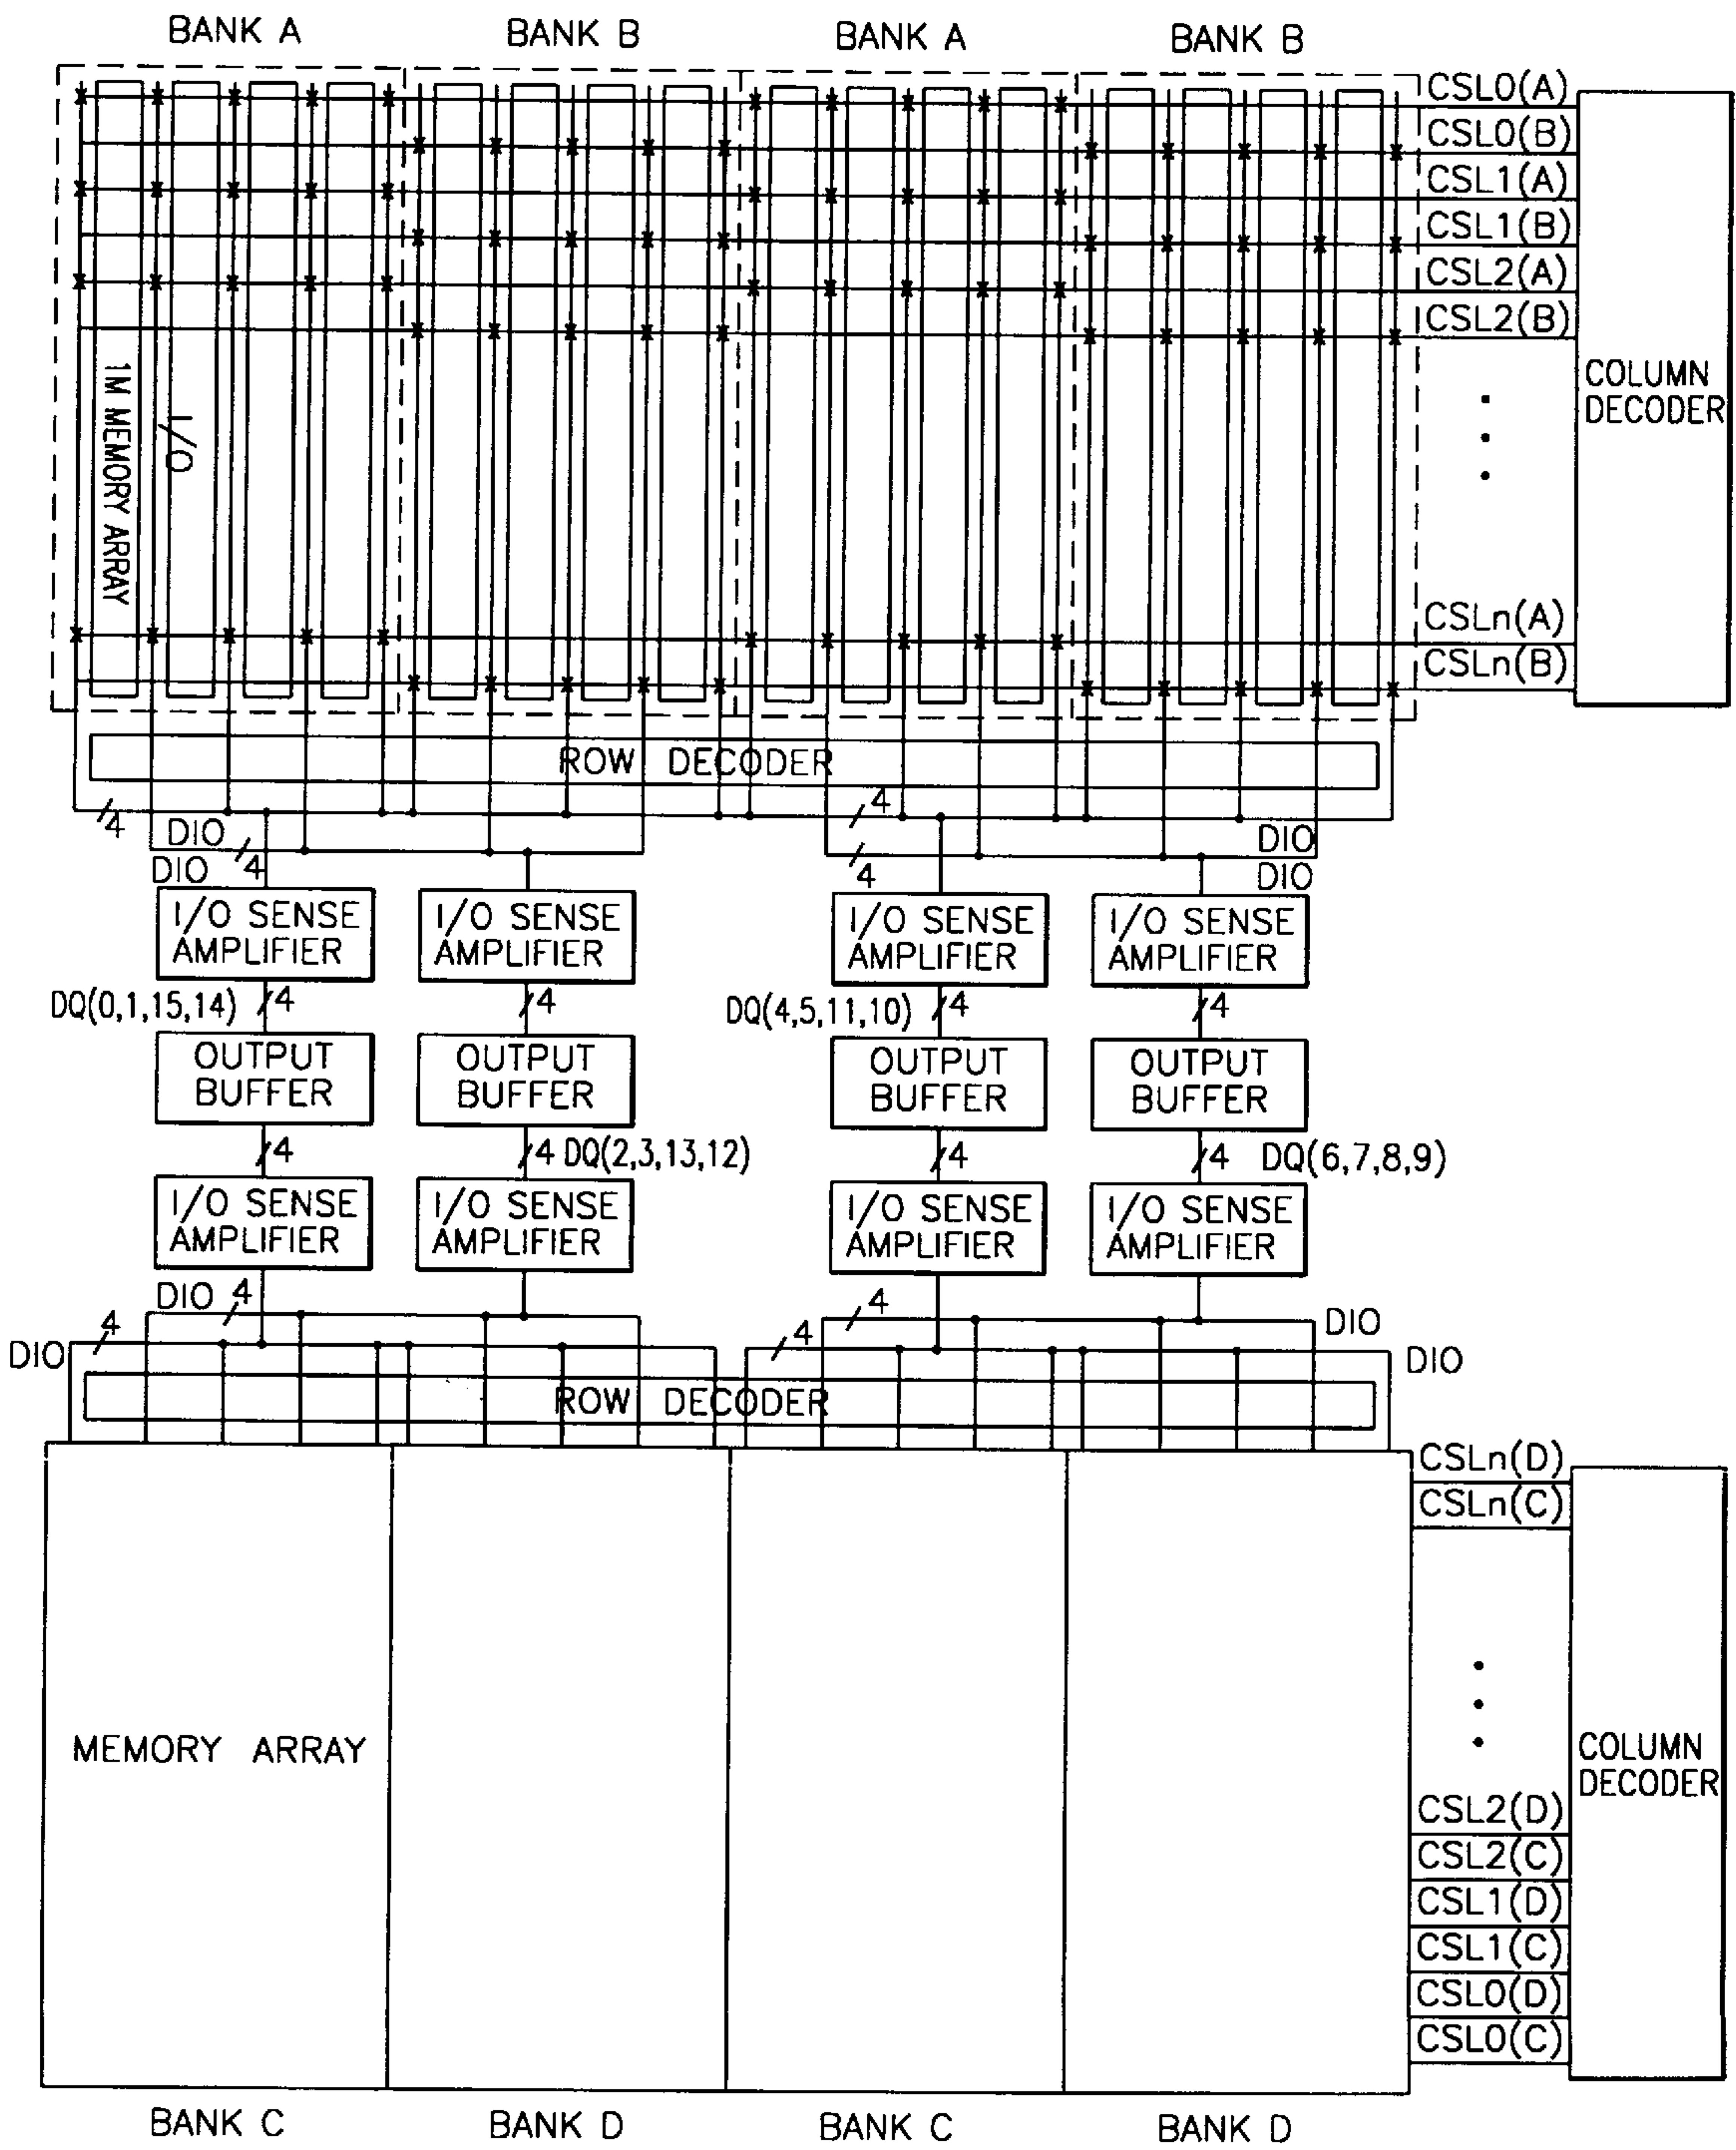 BANK A
BANK B
BANK A
BANK B
CSL0(A)
CSL0(B)
CSL1(A)
CSL1(B)
CSL2(A)
CSL2(B)
COLUMN
DECODER
1M MEMORY ARRAY
I/O
CSLn(A)
CSLn(B)
ROW DECODER
4
4
DIO
4
DIO
DIO
4
DIO
I/O SENSE
AMPLIFIER
I/O SENSE
AMPLIFIER
I/O SENSE
AMPLIFIER
I/O SENSE
AMPLIFIER
DQ(0,1,15,14)
4
4
DQ(4,5,11,10)
4
4
OUTPUT
BUFFER
OUTPUT
BUFFER
OUTPUT
BUFFER
OUTPUT
BUFFER
4
4
DQ(2,3,13,12)
4
4
DQ(6,7,8,9)
I/O SENSE
AMPLIFIER
I/O SENSE
AMPLIFIER
I/O SENSE
AMPLIFIER
I/O SENSE
AMPLIFIER
DIO
4
4
DIO
4
DIO
4
DIO
ROW DECODER
CSLn(D)
CSLn(C)
MEMORY ARRAY
COLUMN
DECODER
CSL2(D)
CSL2(C)
CSL1(D)
CSL1(C)
CSL0(D)
CSL0(C)
BANK C
BANK D
BANK C
BANK D